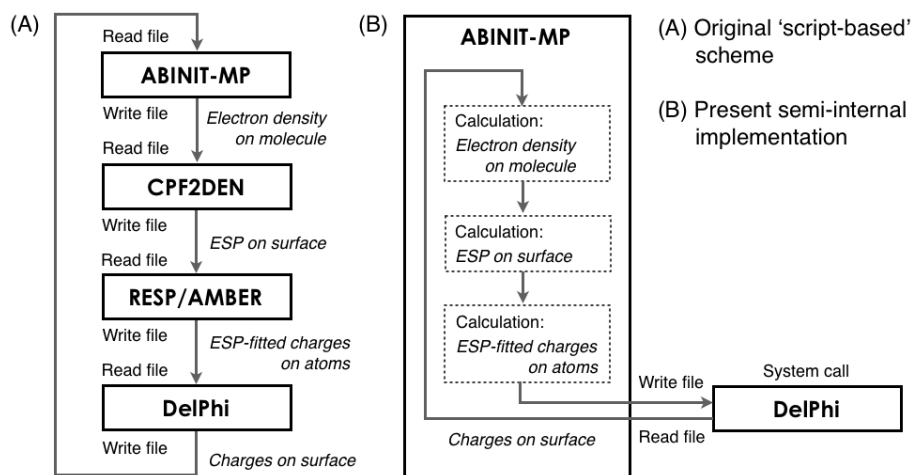 (A)
Read file
ABINIT-MP
Write file
Electron density
on molecule
Read file
CPF2DEN
Write file
ESP on surface
Read file
RESP/AMBER
Write file
ESP-fitted charges
on atoms
Read file
DelPhi
Write file
Charges on surface
(B)
ABINIT-MP
Calculation:
Electron density
on molecule
Calculation:
ESP on surface
Calculation:
ESP-fitted charges
on atoms
Write file
System call
DelPhi
Read file
Charges on surface
(A) Original ‘script-based’
scheme
(B) Present semi-internal
implementation